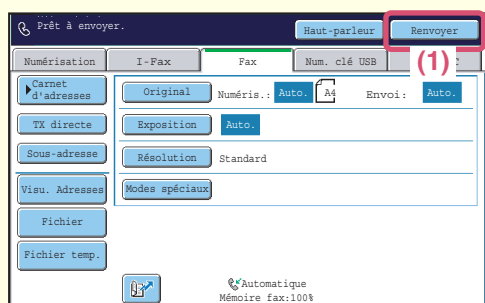 Prêt à envoyer.
Haut-parleur
Renvoyer
Numérisation
I-Fax
Fax
Num. clé USB
C
(1)
Carnet
d'adresses
Original
Numéris.:
Auto.
A4
Envoi:
Auto.
TX directe
Exposition
Auto.
Sous-adresse
Résolution
Standard
Visu. Adresses
Modes spéciaux
Fichier
Fichier temp.
Automatique
Mémoire fax:100%